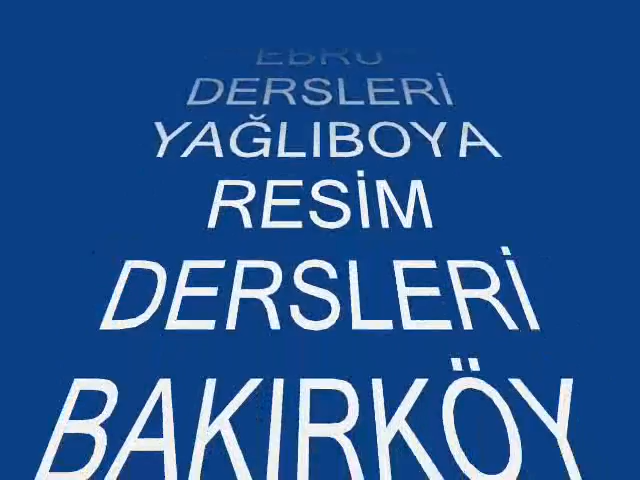 EBRU
DERSLERİ
YAĞLIBOYA
RESİM
DERSLERİ
BAKIRKÖY